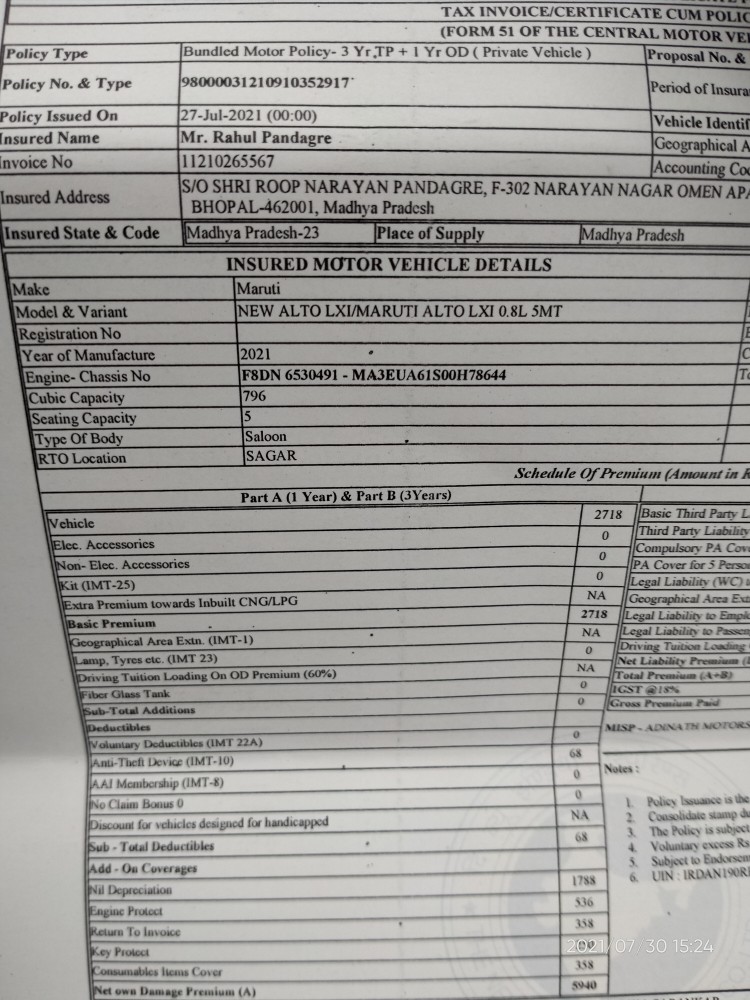 TAX INVOICE/CERTIFICATE CUM POLIC
(FORM 51 OF THE CENTRAL MOTOR VE
Policy Type Bundled Motor Policy- 3 Yr TP + 1 Yr OD ( Private Vehicle ) Proposal No. &
Policy No. & Type 98000031210910352917 Period of Insura
Policy Issued On 27-Jul-2021 (00:00) Vehicle Identif
Insured Name Mr. Rahul Pandagre Geographical A
Invoice No 11210265567 Accounting Co
Insured Address S/O SHRI ROOP NARAYAN PANDAGRE, F-302 NARAYAN NAGAR OMEN APA
BHOPAL-462001, Madhya Pradesh
Insured State & Code Madhya Pradesh-23 Place of Supply Madhya Pradesh
INSURED MOTOR VEHICLE DETAILS
Make Maruti
Model & Variant NEW ALTO LXI/MARUTI ALTO LXI 0.8L 5MT
Registration No
Year of Manufacture 2021
Engine- Chassis No F8DN 6530491 - MA3EUA61S00H78644
Cubic Capacity 796
Seating Capacity 5
Type Of Body Saloon
RTO Location SAGAR
Schedule Of Premium (Amount in R
Part A (1 Year) & Part B (3Years)
Vehicle 2718 Basic Third Party L
Elec. Accessories 0 Third Party Liability
Non- Elec. Accessories 0 Compulsory PA Cov
Kit (IMT-25) 0 PA Cover for 5 Perso
Extra Premium towards Inbuilt CNG/LPG NA Legal Liability (WC)
Basic Premium 2718 Geographical Area Ext
Geographical Area Extn. (IMT-1) NA Legal Liability to Empl
Lamp, Tyres etc. (IMT 23) 0 Legal Liability to Passen
Driving Tuition Loading On OD Premium (60%) NA Driving Tuition Loading
Fiber Glass Tank 0 Net Liability Premium (
Sub-Total Additions 0 Total Premium (A+B)
Deductibles IGST @18%
Voluntary Deductibles (IMT 22A) 0 Gross Premium Paid
Anti-Theft Device (IMT-10) 68 MISP - ADINATH MOTORS
AAI Membership (IMT-8) 0 Notes :
No Claim Bonus 0 0 1. Policy Issuance is the
Discount for vehicles designed for handicapped NA 2. Consolidate stamp du
Sub - Total Deductibles 68 3. The Policy is subject
Add - On Coverages 4. Voluntary excess Rs
Nil Depreciation 1788 5. Subject to Endorsem
Engine Protect 536 6. UIN : IRDAN190R
Return To Invoice 358
Key Protect
Consumables Items Cover 358
Net own Damage Premium (A) 5940
2021/07/30 15:24